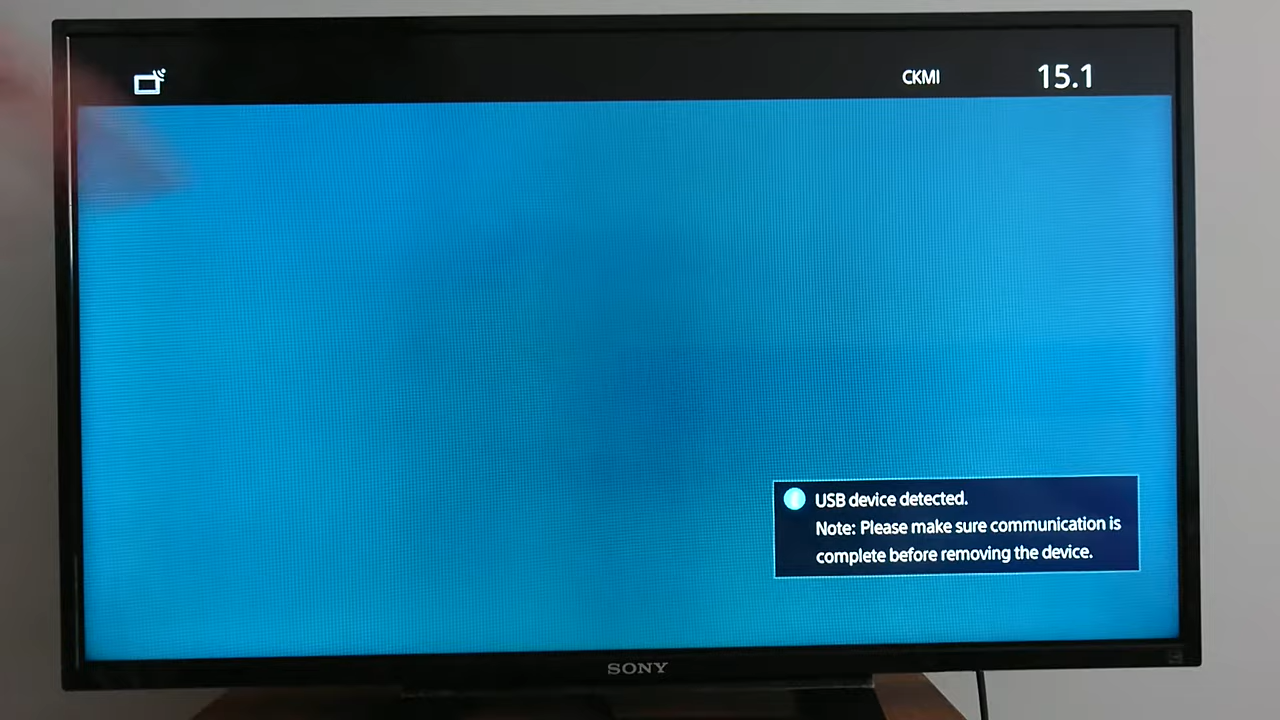 CKMI 15.1
USB device detected.
Note: Please make sure communication is
complete before removing the device.
SONY